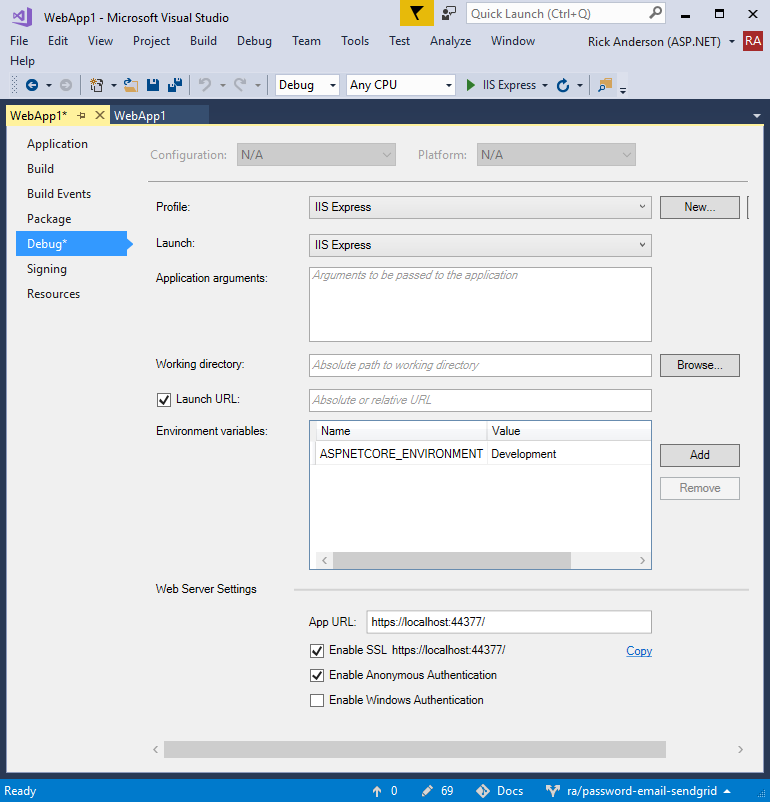 WebApp1 - Microsoft Visual Studio
Quick Launch (Ctrl+Q)
File Edit View Project Build Debug Team Tools Test Analyze Window Rick Anderson (ASP.NET) RA
Help
Debug Any CPU IIS Express
WebApp1* WebApp1
Application
Build
Build Events
Package
Debug*
Signing
Resources
Configuration: N/A Platform: N/A
Profile: IIS Express New...
Launch: IIS Express
Application arguments: Arguments to be passed to the application
Working directory: Absolute path to working directory Browse...
Launch URL: Absolute or relative URL
Environment variables:
Name Value
ASPNETCORE_ENVIRONMENT Development
Add
Remove
Web Server Settings
App URL: https://localhost:44377/
Enable SSL https://localhost:44377/ Copy
Enable Anonymous Authentication
Enable Windows Authentication
Ready 0 69 Docs ra/password-email-sendgrid